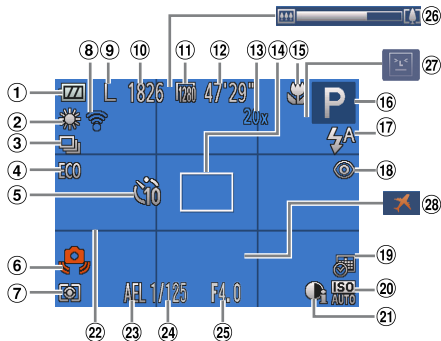 ㉖
⑧ ⑨ ⑩ ⑪ ⑫ ⑬ ⑭ ⑮
㉗
① L 1826 1280 47'29" P ⑯
② 20x
③ A ⑰
④ ECO ⑱
⑤ 10
㉘
⑥ ⑲
⑦ AEL 1/125 F4.0 i ISO AUTO ⑳
㉒ ㉓ ㉔ ㉕ ㉑